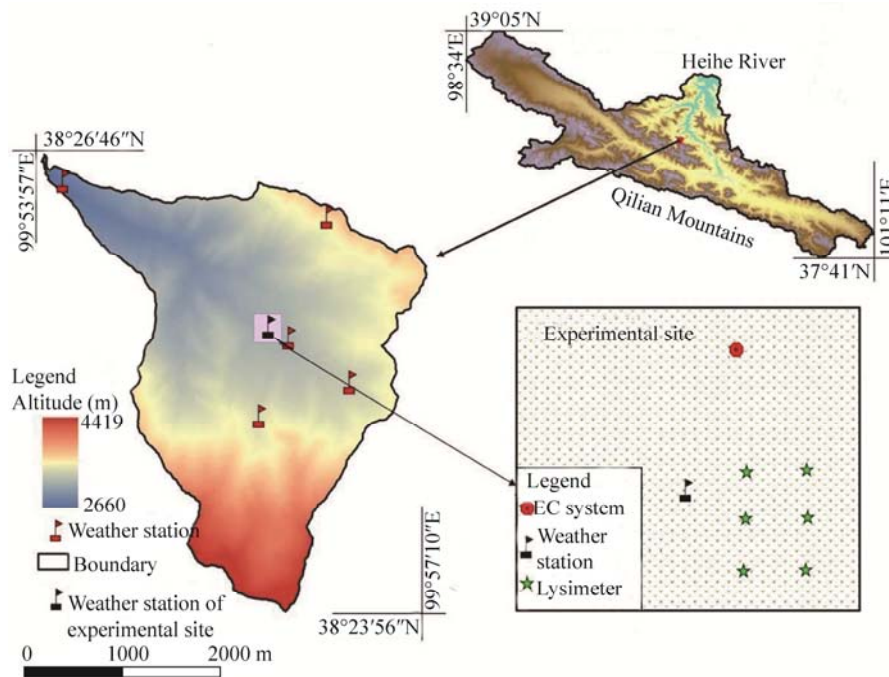 39°05′N
98°34′E
Heihe River
Qilian Mountains
101°11′E
37°41′N
38°26′46″N
99°53′57″E
Legend
Altitude (m)
4419
2660
Weather station
Boundary
Weather station of
experimental site
0 1000 2000 m
99°57′10″E
38°23′56″N
Experimental site
Legend
EC system
Weather
station
Lysimeter